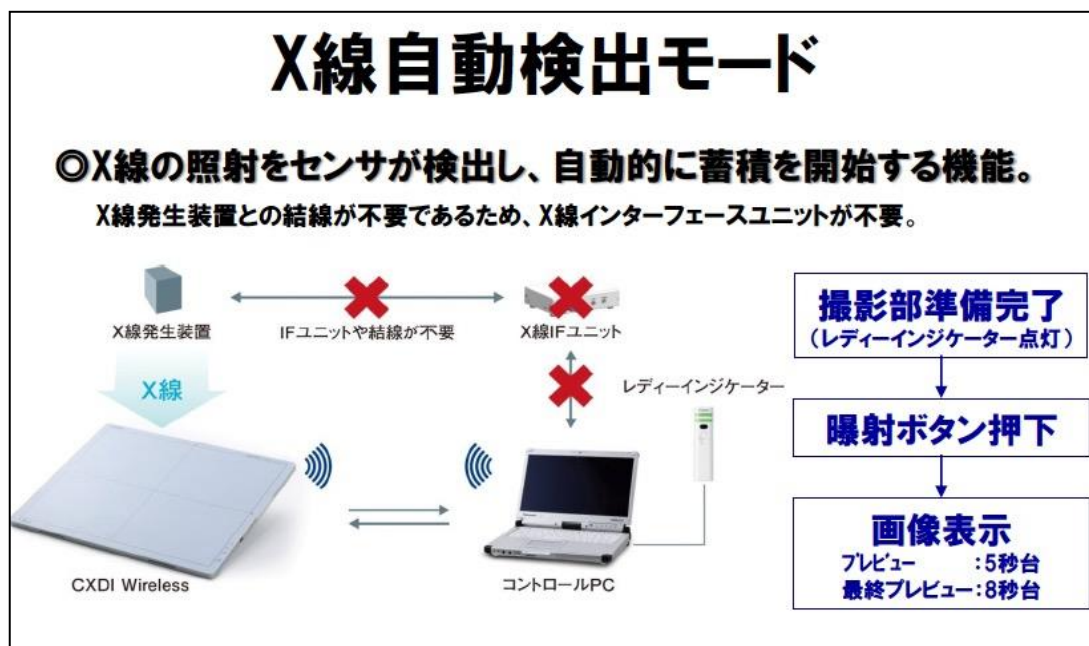 X線自動検出モード
◎X線の照射をセンサが検出し、自動的に蓄積を開始する機能。
X線発生装置との結線が不要であるため、X線インターフェースユニットが不要。
X線発生装置
IFユニットや結線が不要
X線IFユニット
X線
レディーインジケーター
CXDI Wireless
コントロールPC
撮影部準備完了
(レディーインジケーター点灯)
曝射ボタン押下
画像表示
プレビュー :5秒台
最終プレビュー:8秒台